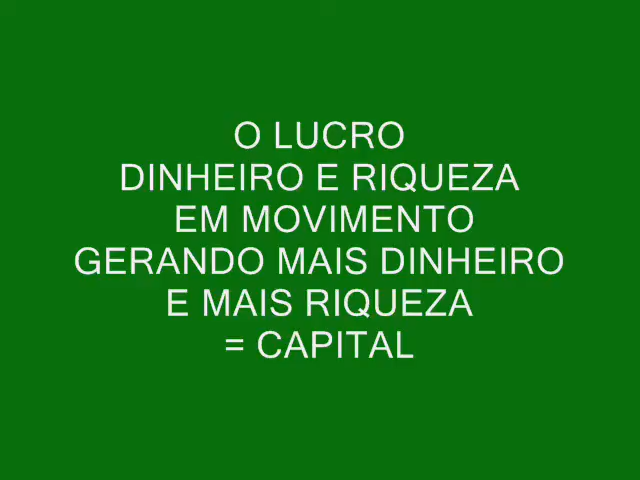 O LUCRO
DINHEIRO E RIQUEZA
EM MOVIMENTO
GERANDO MAIS DINHEIRO
E MAIS RIQUEZA
= CAPITAL